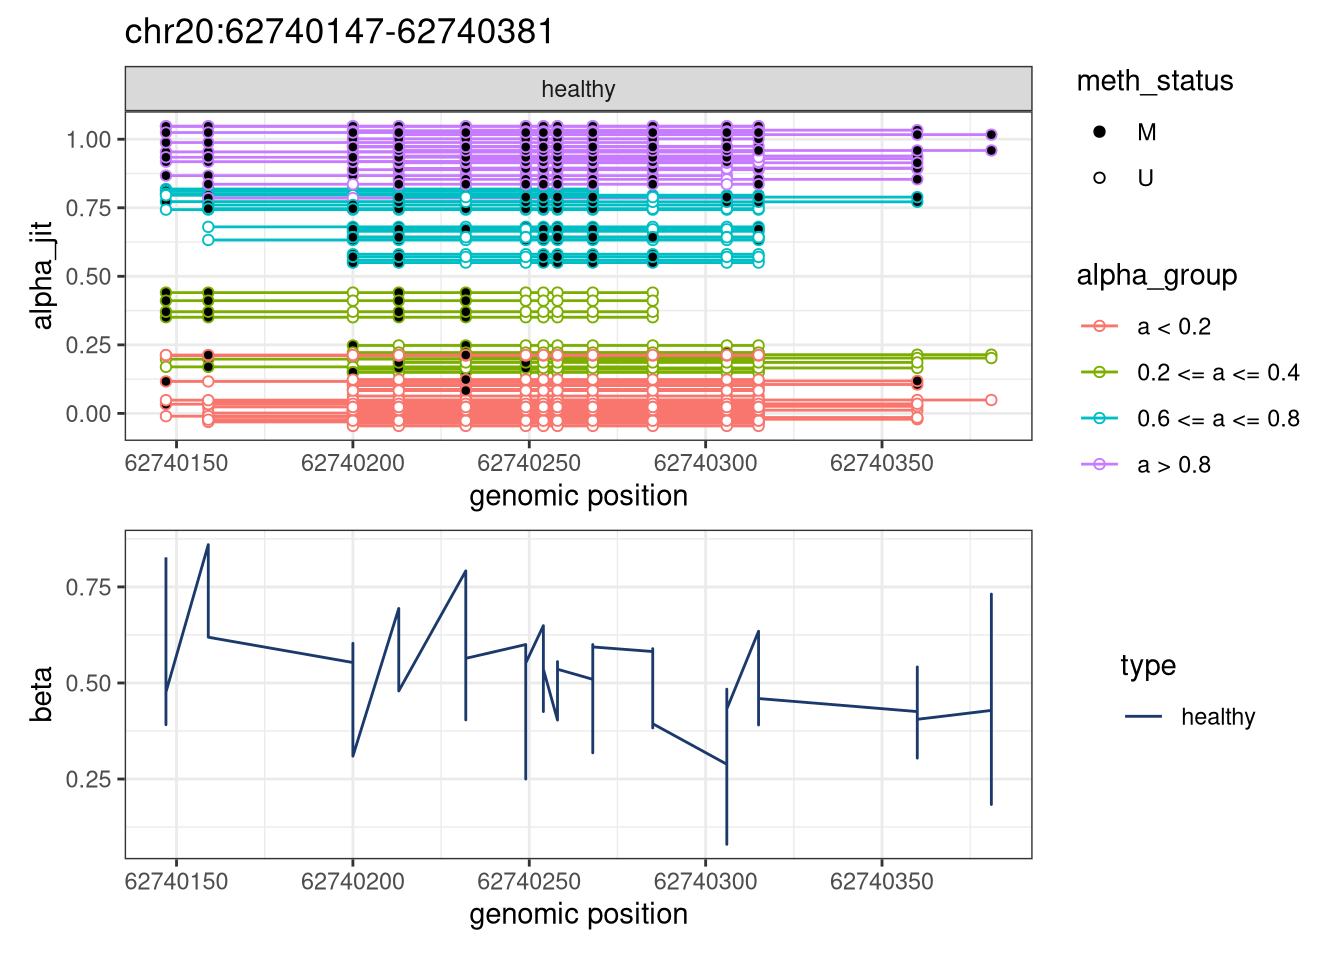 chr20:62740147-62740381
healthy
1.00
0.75
0.50
0.25
0.00
alpha_jit
62740150 62740200 62740250 62740300 62740350
genomic position
meth_status
M
U
alpha_group
a < 0.2
0.2 <= a <= 0.4
0.6 <= a <= 0.8
a > 0.8
0.75
0.50
0.25
beta
62740150 62740200 62740250 62740300 62740350
genomic position
type
healthy